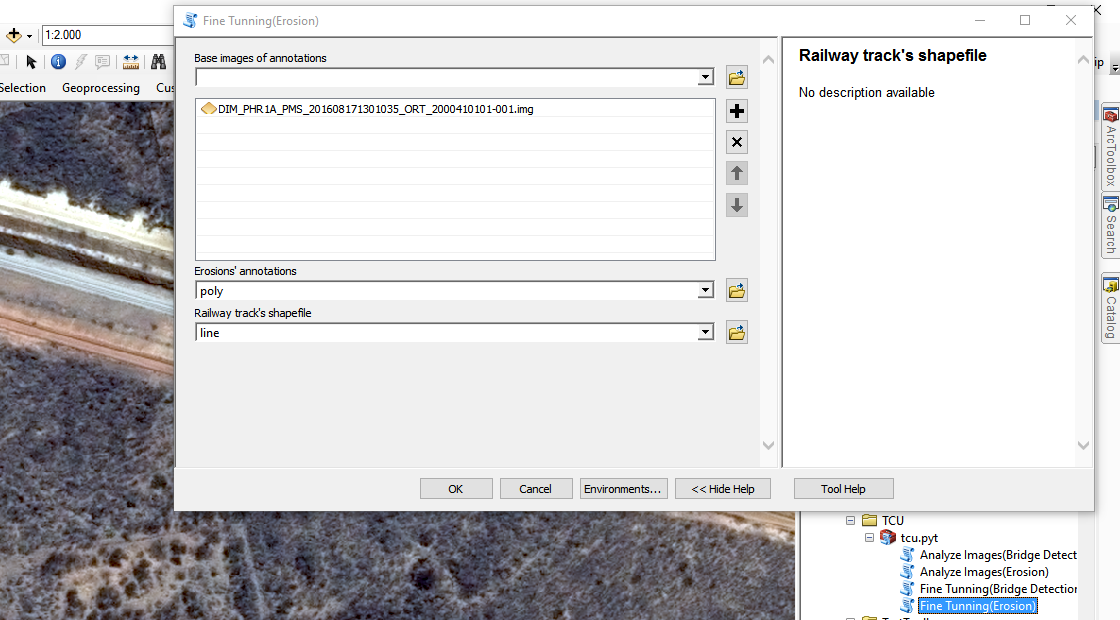 Fine Tunning(Erosion)
1:2.000
Selection Geoprocessing Cus
Base images of annotations
DIM_PHR1A_PMS_201608171301035_ORT_2000410101-001.img
Erosions' annotations
poly
Railway track's shapefile
line
OK Cancel Environments... << Hide Help Tool Help
Railway track's shapefile
No description available
ip
ArcToolbox
Search
Catalog
TCU
tcu.pyt
Analyze Images(Bridge Detect
Analyze Images(Erosion)
Fine Tunning(Bridge Detection
Fine Tunning(Erosion)